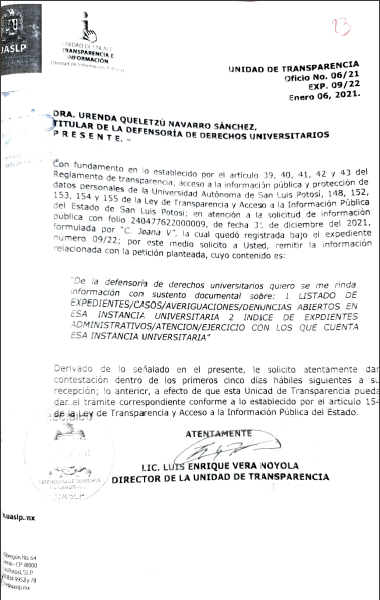 23
UASLP
UNIDAD DE ENLACE
TRANSPARENCIA E
INFORMACIÓN
(Unidad de Información Pública)
UNIDAD DE TRANSPARENCIA
Oficio No. 06/21
EXP. 09/22
Enero 06, 2021.
DRA. URENDA QUELETZÚ NAVARRO SÁNCHEZ,
TITULAR DE LA DEFENSORÍA DE DERECHOS UNIVERSITARIOS
P R E S E N T E. -
Con fundamento en lo establecido por el artículo 39, 40, 41, 42 y 43 del
Reglamento de transparencia, acceso a la información pública y protección de
datos personales de la Universidad Autónoma de San Luis Potosí, 148, 152,
153, 154 y 155 de la Ley de Transparencia y Acceso a la Información Pública
del Estado de San Luis Potosí; en atención a la solicitud de información
pública con folio 240477622000009, de fecha 31 de diciembre del 2021,
formulada por "C. Jeana V", la cual quedó registrada bajo el expediente
número 09/22; por este medio solicito a Usted, remitir la información
relacionada con la petición planteada, cuyo contenido es:
"De la defensoría de derechos universitarios quiero se me rinda
información con sustento documental sobre: 1 LISTADO DE
EXPEDIENTES/CASOS/AVERIGUACIONES/DENUNCIAS ABIERTOS EN
ESA INSTANCIA UNIVERSITARIA 2 INDICE DE EXPDIENTES
ADMINISTRATIVOS/ATENCION/EJERCICIO CON LOS QUE CUENTA
ESA INSTANCIA UNIVERSITARIA"
Derivado de lo señalado en el presente, le solicito atentamente dar
contestación dentro de los primeros cinco días hábiles siguientes a su
recepción; lo anterior, a efecto de que esta Unicad de Transparencia pueda
dar el trámite correspondiente conforme a lo establecido por el artículo 154
de la Ley de Transparencia y Acceso a la Información Pública del Estado.
ATENTAMENTE
LIC. LUIS ENRIQUE VERA NOYOLA
DIRECTOR DE LA UNIDAD DE TRANSPARENCIA
DEFENSORÍA DE DERECHOS
UASLP
uaslp.mx